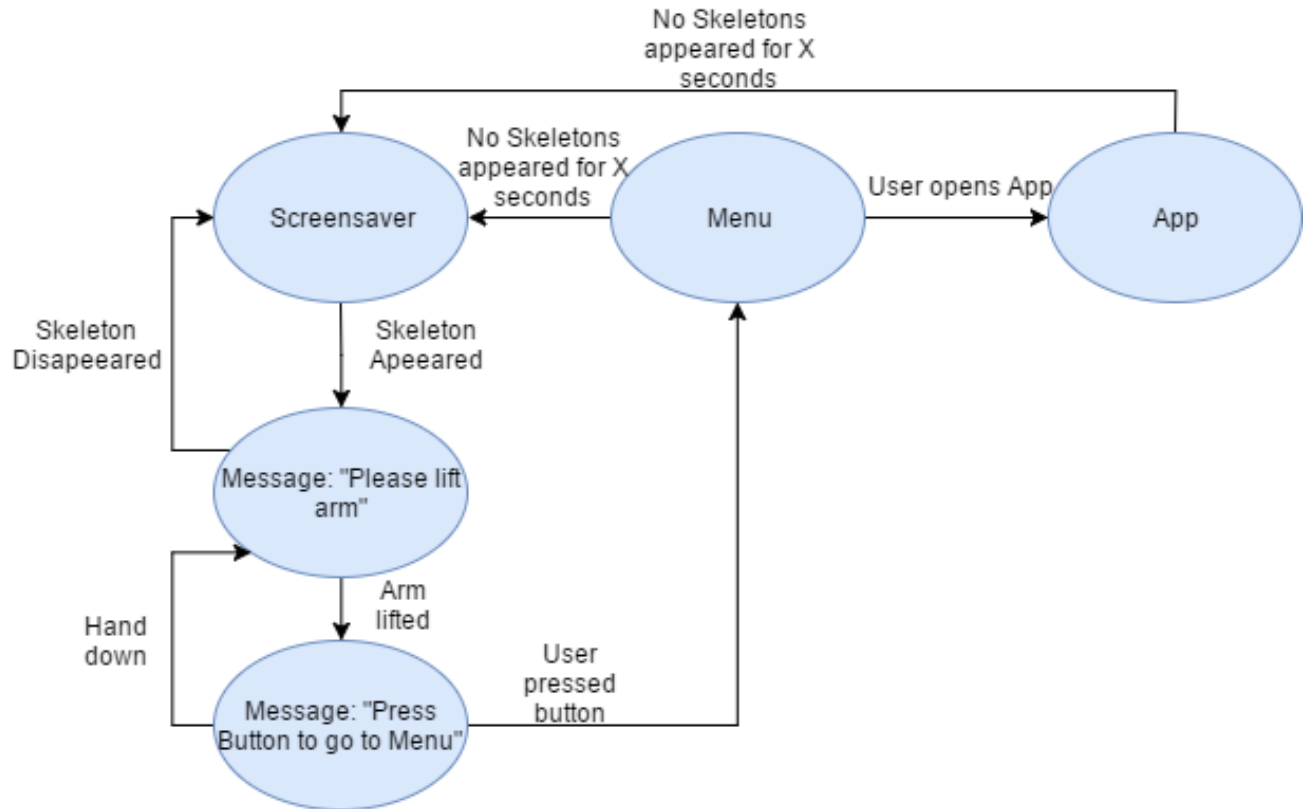 No Skeletons
appeared for X
seconds
No Skeletons
appeared for X
seconds
User opens App
Screensaver
Menu
App
Skeleton
Disapeeared
Skeleton
Apeeared
Message: "Please lift
arm"
Arm
lifted
Hand
down
User
pressed
button
Message: "Press
Button to go to Menu"